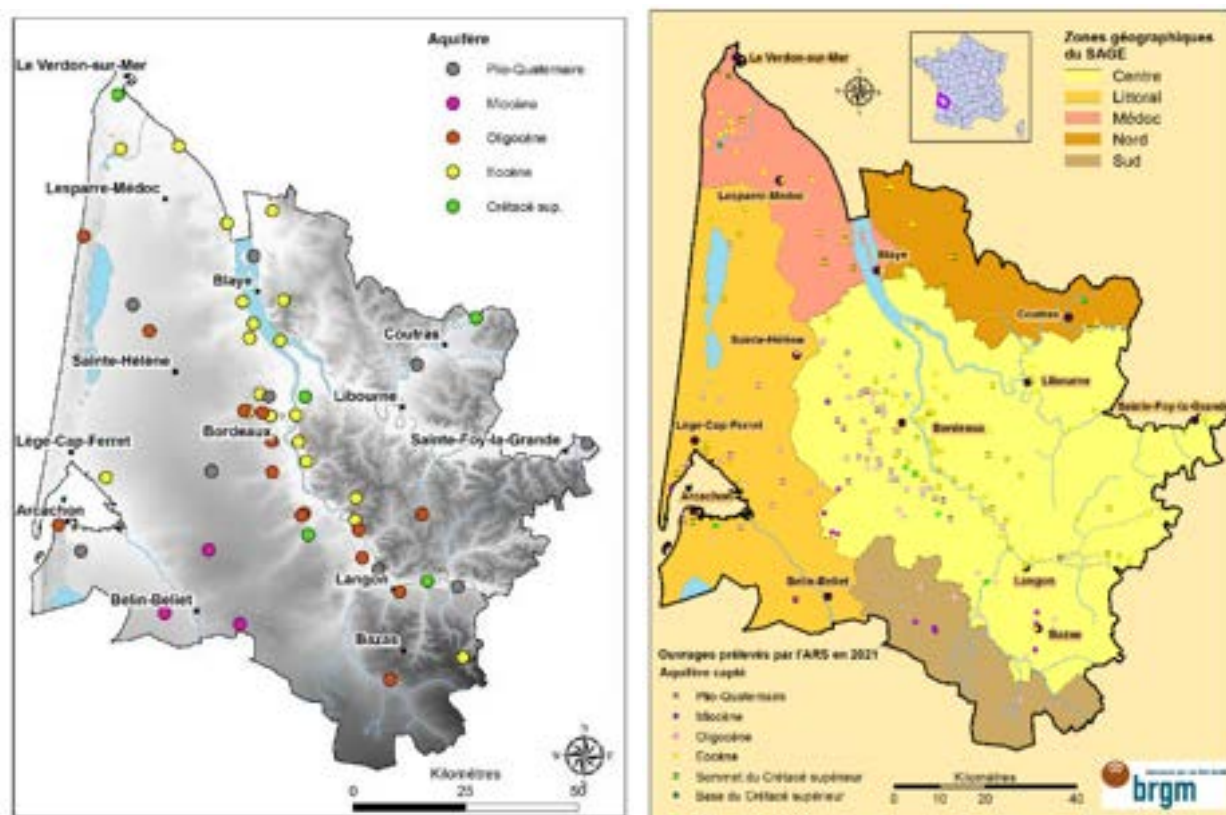 Aquifère
Le Verdon-sur-Mer
Plio-Quaternaire
Miocène
Oligocène
Eocène
Crétacé sup.
Lesparre-Médoc
Blaye
Coutras
Sainte-Hélène
Libourne
Bordeaux
Sainte-Foy-la-Grande
Lège-Cap-Ferret
Arcachon
Langon
Belin-Beliet
Bazas
Kilomètres
0 25 50
Zones géographiques
du SAGE
Centre
Littoral
Médoc
Nord
Sud
Le Verdon-sur-Mer
Lesparre-Médoc
Blaye
Coutras
Sainte-Hélène
Libourne
Sainte-Foy-la-Grande
Bordeaux
Lège-Cap-Ferret
Arcachon
Langon
Belin-Beliet
Bazas
Ouvrages prélevés par l'ARS en 2021
Aquifère capté
Plio-Quaternaire
Miocène
Oligocène
Eocène
Sommet du Crétacé supérieur
Base du Crétacé supérieur
Kilomètres
0 10 20 40
brgm